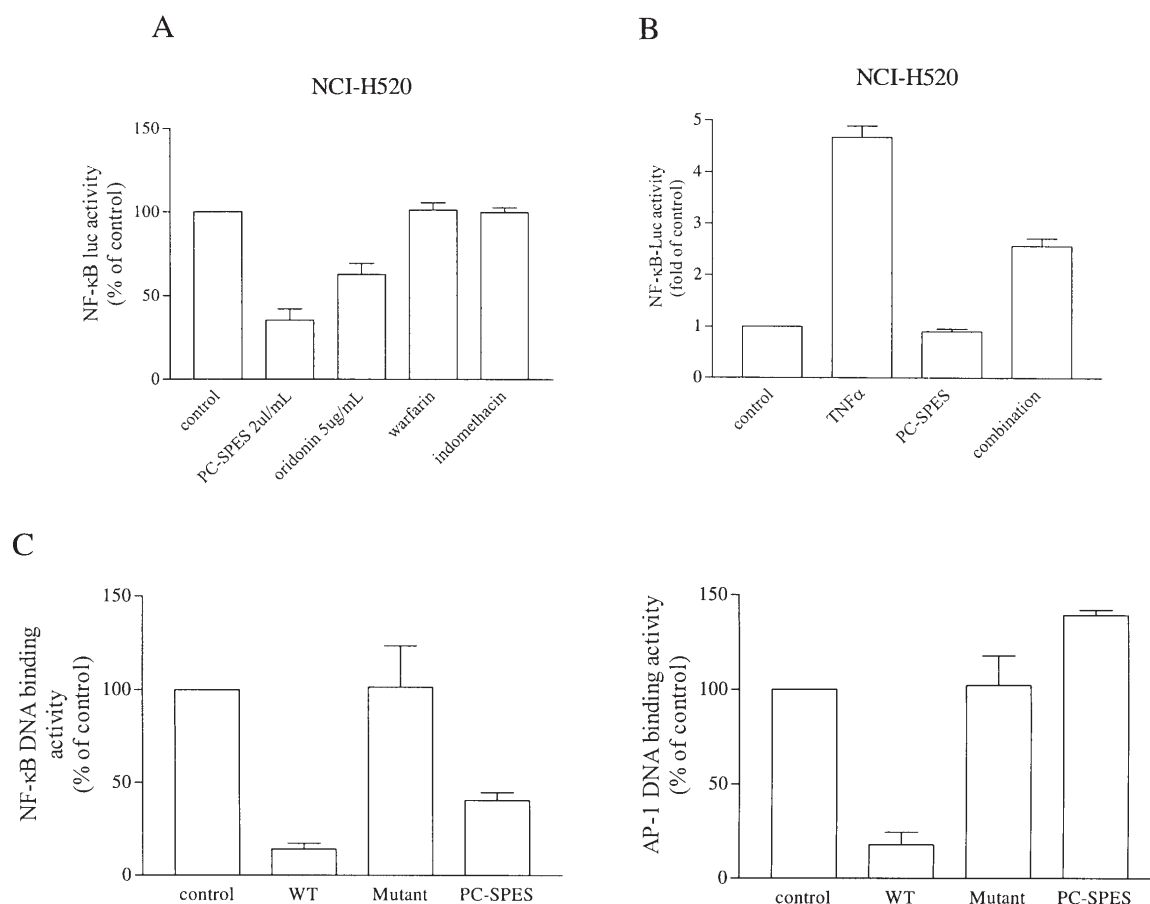 A
NCI-H520
NF-κB luc activity
(% of control)
150
100
50
0
control
PC-SPES 2ul/mL
oridonin 5ug/mL
warfarin
indomethacin
B
NCI-H520
NF-κB-Luc activity
(fold of control)
5
4
3
2
1
0
control
TNFα
PC-SPES
combination
C
NF-κB DNA binding
activity
(% of control)
150
100
50
0
control
WT
Mutant
PC-SPES
AP-1 DNA binding activity
(% of control)
150
100
50
0
control
WT
Mutant
PC-SPES